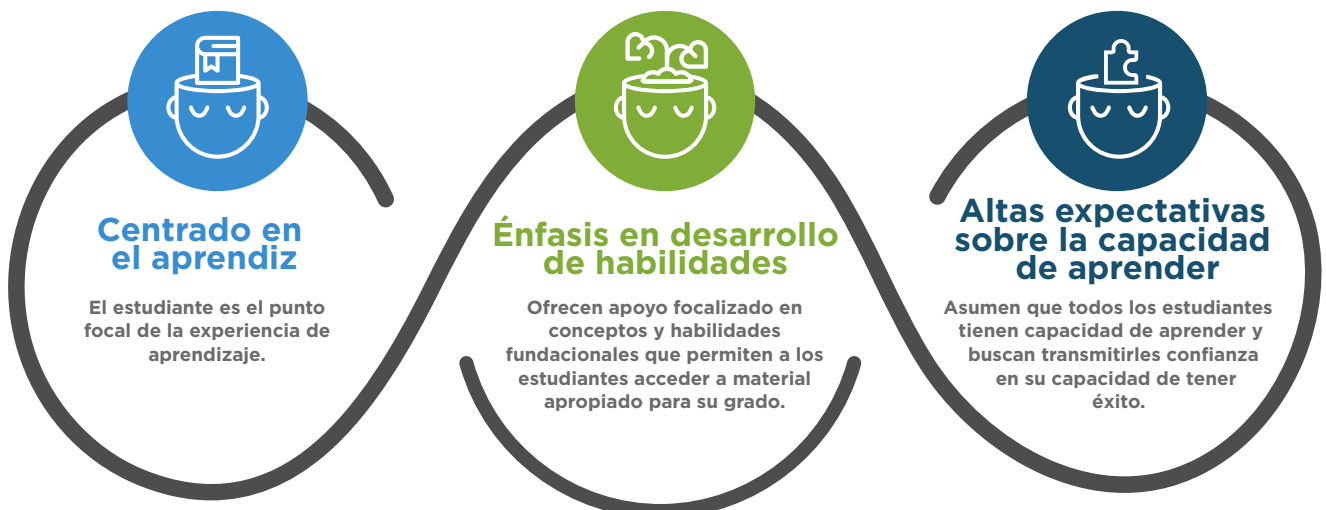 Centrado en
el aprendiz
El estudiante es el punto
focal de la experiencia de
aprendizaje.
Énfasis en desarrollo
de habilidades
Ofrecen apoyo focalizado en
conceptos y habilidades
fundacionales que permiten a los
estudiantes acceder a material
apropiado para su grado.
Altas expectativas
sobre la capacidad
de aprender
Asumen que todos los estudiantes
tienen capacidad de aprender y
buscan transmitirles confianza
en su capacidad de tener
éxito.